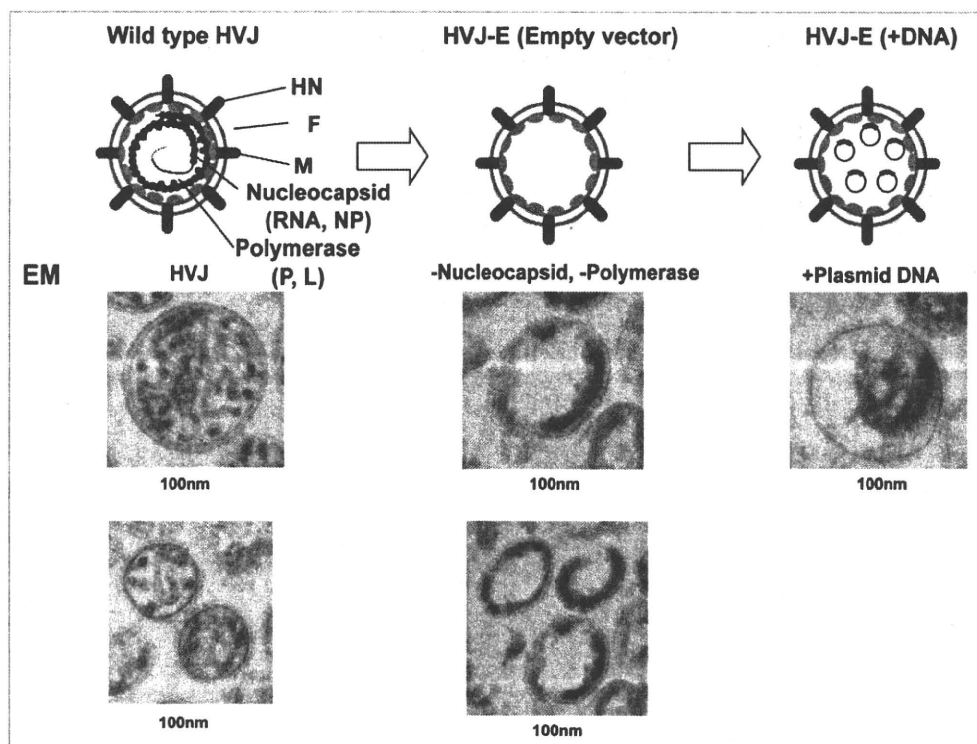 Wild type HVJ
HVJ-E (Empty vector)
HVJ-E (+DNA)
HN
F
M
Nucleocapsid
(RNA, NP)
Polymerase
(P, L)
EM
HVJ
-Nucleocapsid, -Polymerase
+Plasmid DNA
100nm
100nm
100nm
100nm
100nm